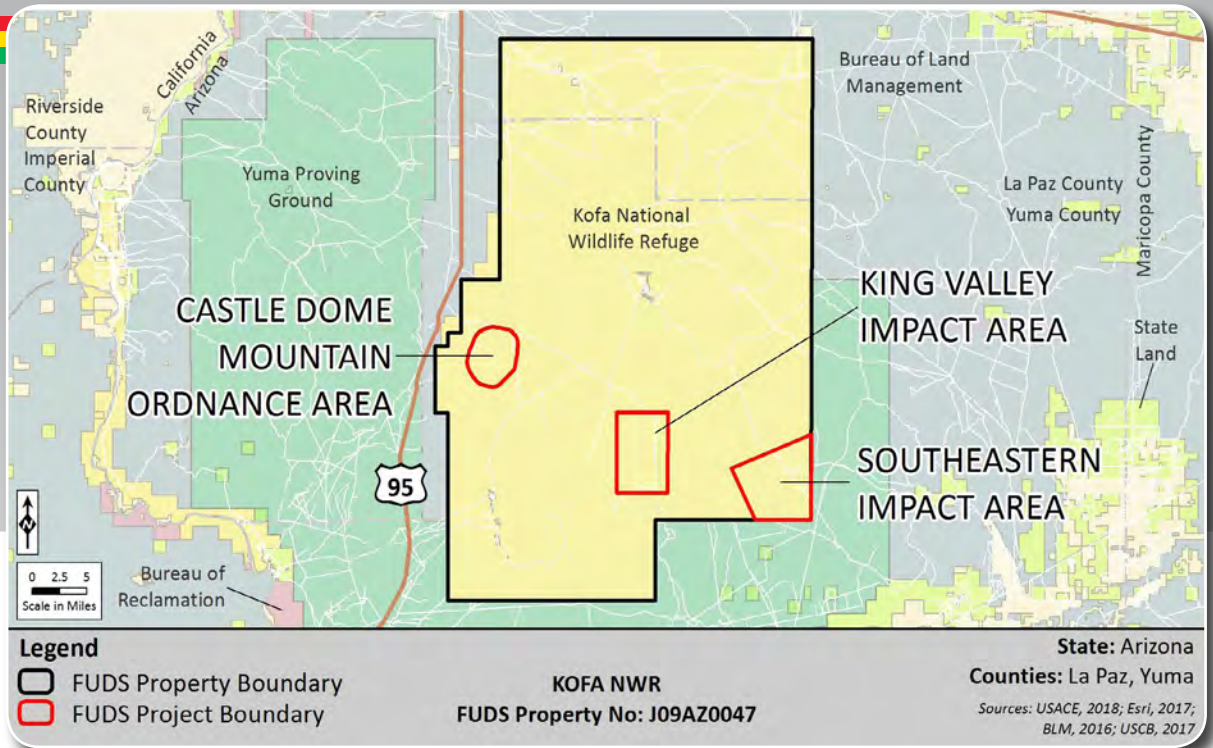 California
Arizona
Riverside
County
Imperial
County
Yuma Proving
Ground
Bureau of Land
Management
Kofa National
Wildlife Refuge
La Paz County
Yuma County
Maricopa County
CASTLE DOME
MOUNTAIN
ORDNANCE AREA
KING VALLEY
IMPACT AREA
State
Land
95
SOUTHEASTERN
IMPACT AREA
N
0 2.5 5
Scale in Miles
Bureau of
Reclamation
Legend
FUDS Property Boundary
FUDS Project Boundary
KOFA NWR
FUDS Property No: J09AZ0047
State: Arizona
Counties: La Paz, Yuma
Sources: USACE, 2018; Esri, 2017;
BLM, 2016; USCB, 2017